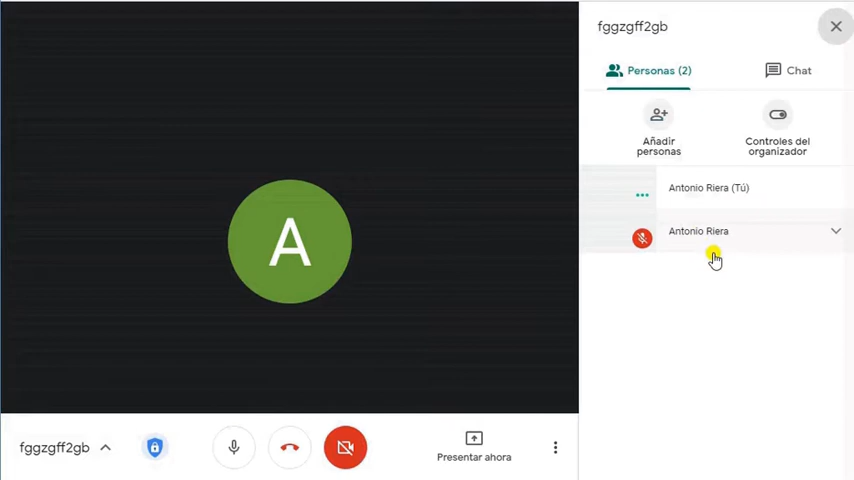 fggzgff2gb
Personas (2)
Chat
Añadir
personas
Controles del
organizador
Antonio Riera (Tú)
Antonio Riera
A
fggzgff2gb
Presentar ahora